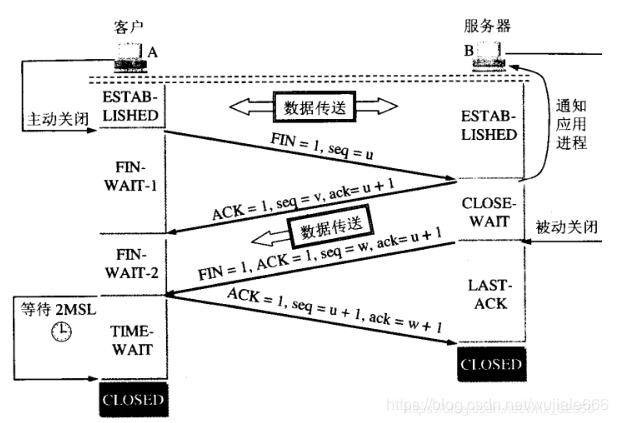 客户
服务器
A
B
ESTAB-
LISHED
数据传送
ESTAB-
LISHED
通知
应用
进程
主动关闭
FIN = 1, seq = u
FIN-
WAIT-1
ACK = 1, seq = v, ack= u + 1
CLOSE-
WAIT
数据传送
被动关闭
FIN-
WAIT-2
FIN = 1, ACK = 1, seq = w, ack= u + 1
ACK = 1, seq = u + 1, ack = w + 1
LAST-
ACK
等待 2MSL
TIME-
WAIT
CLOSED
CLOSED
https://blog.csdn.net/wujiale666